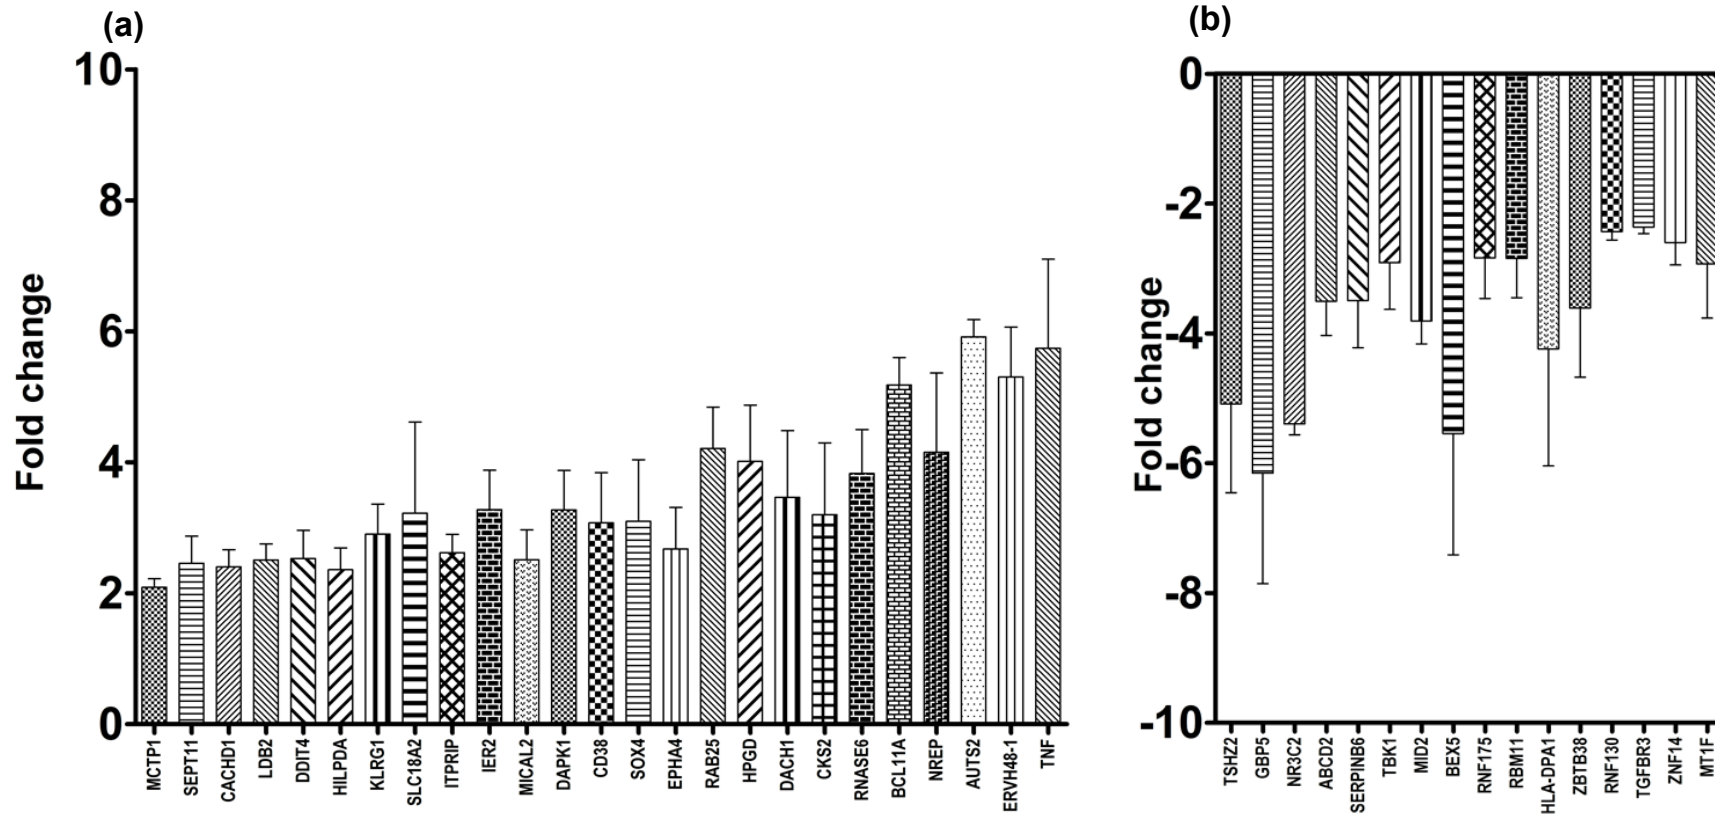 (a)
Fold change
10
8
6
4
2
0
MCTP1
SEPT11
CACHD1
LDB2
DDIT4
HILPDA
KLRG1
SLC18A2
ITPRIP
IER2
MICAL2
DAPK1
CD38
SOX4
EPHA4
RAB25
HPGD
DACH1
CKS2
RNASE6
BCL11A
NREP
AUTS2
ERVH48-1
TNF
(b)
Fold change
0
-2
-4
-6
-8
-10
TSHZ2
GBP5
NR3C2
ABCD2
SERPINB6
TBK1
MID2
BEX5
RNF175
RBM11
HLA-DPA1
ZBTB38
RNF130
TGFBR3
ZNF14
MT1F